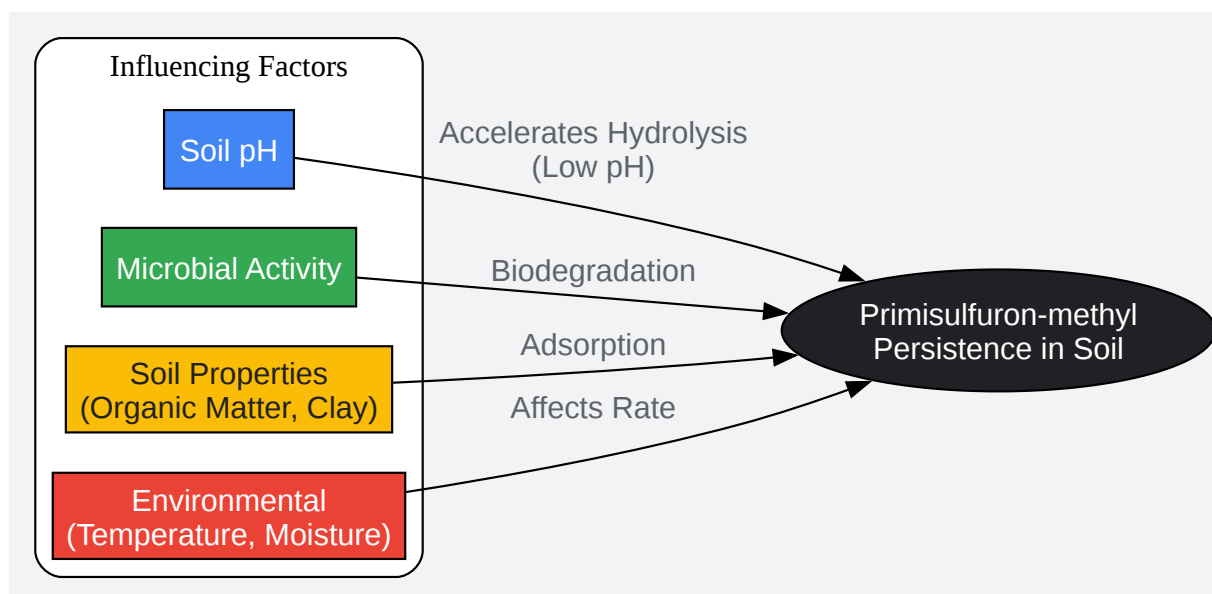 Influencing Factors
Soil pH
Accelerates Hydrolysis
(Low pH)
Microbial Activity
Biodegradation
Soil Properties
(Organic Matter, Clay)
Adsorption
Environmental
(Temperature, Moisture)
Affects Rate
Primisulfuron-methyl
Persistence in Soil